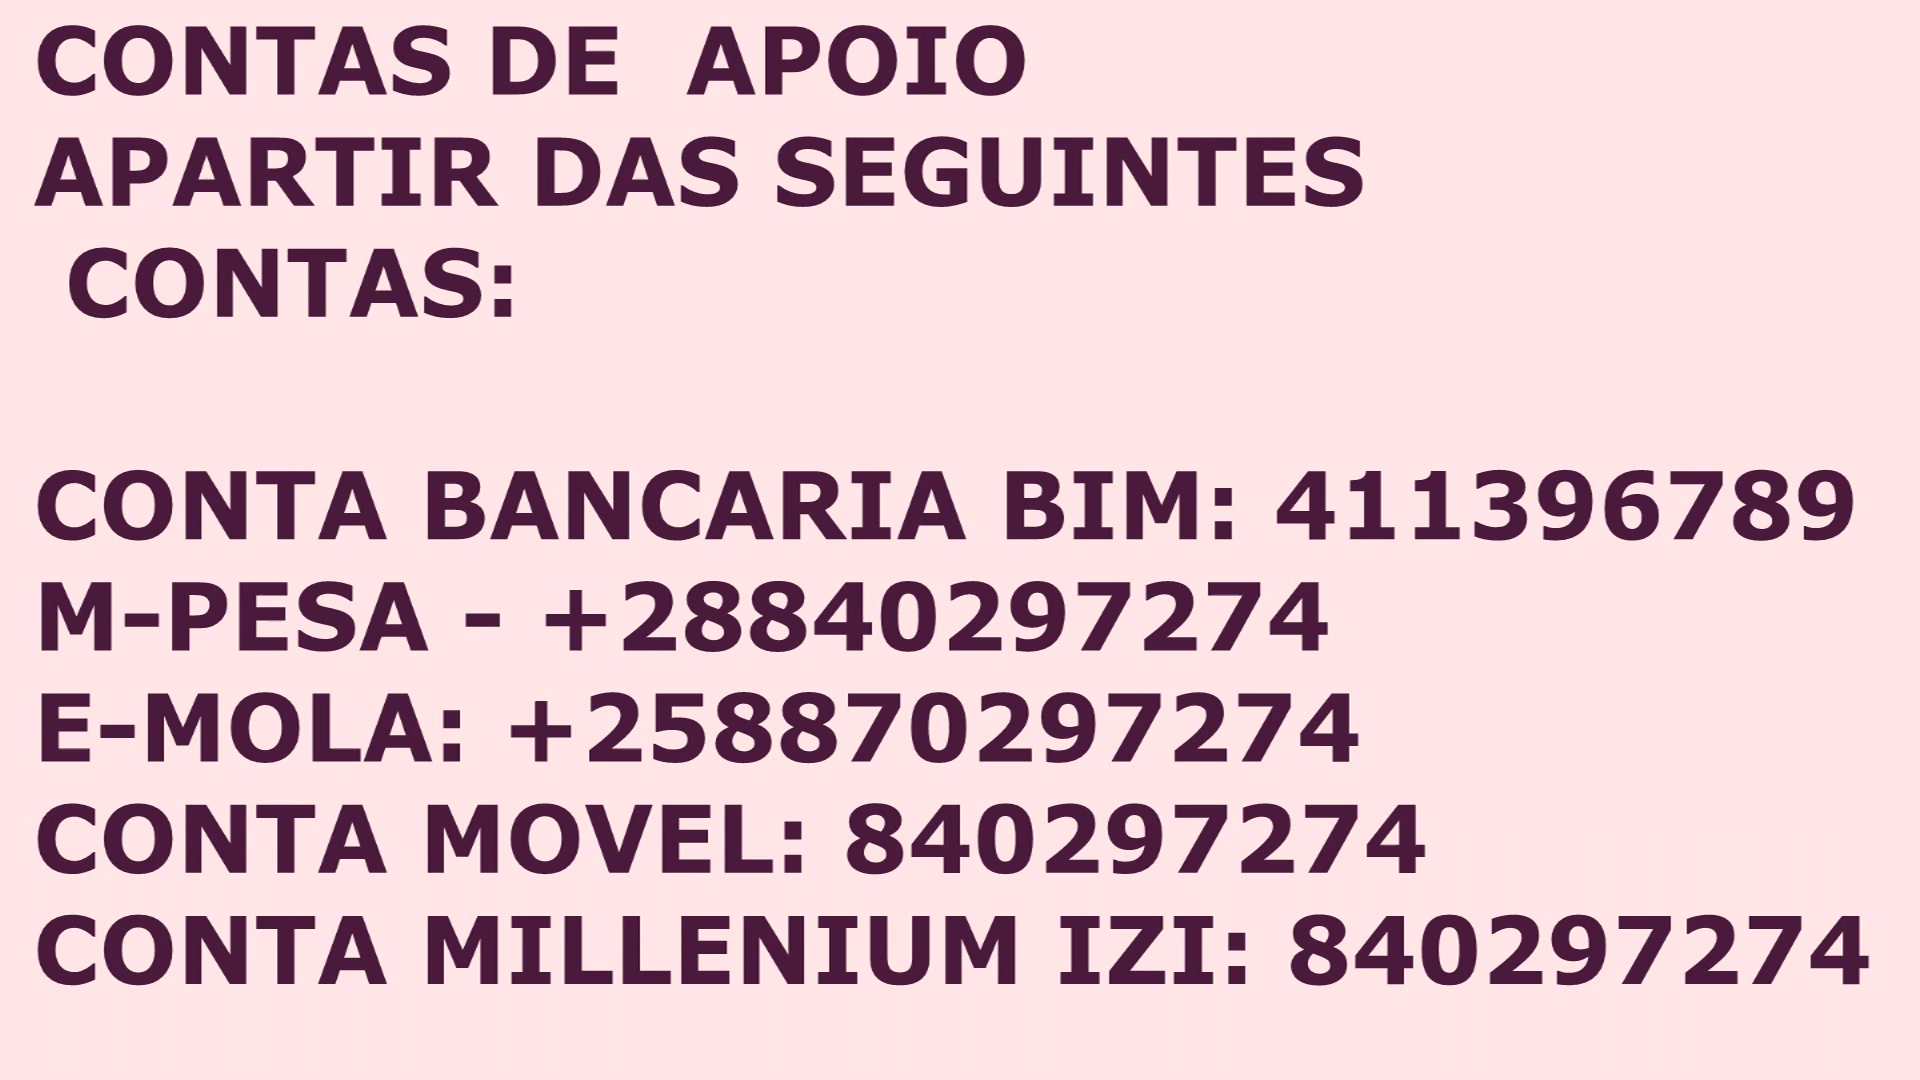 CONTAS DE  APOIO
APARTIR DAS SEGUINTES
CONTAS:
CONTA BANCARIA BIM: 411396789
M-PESA - +28840297274
E-MOLA: +258870297274
CONTA MOVEL: 840297274
CONTA MILLENIUM IZI: 840297274